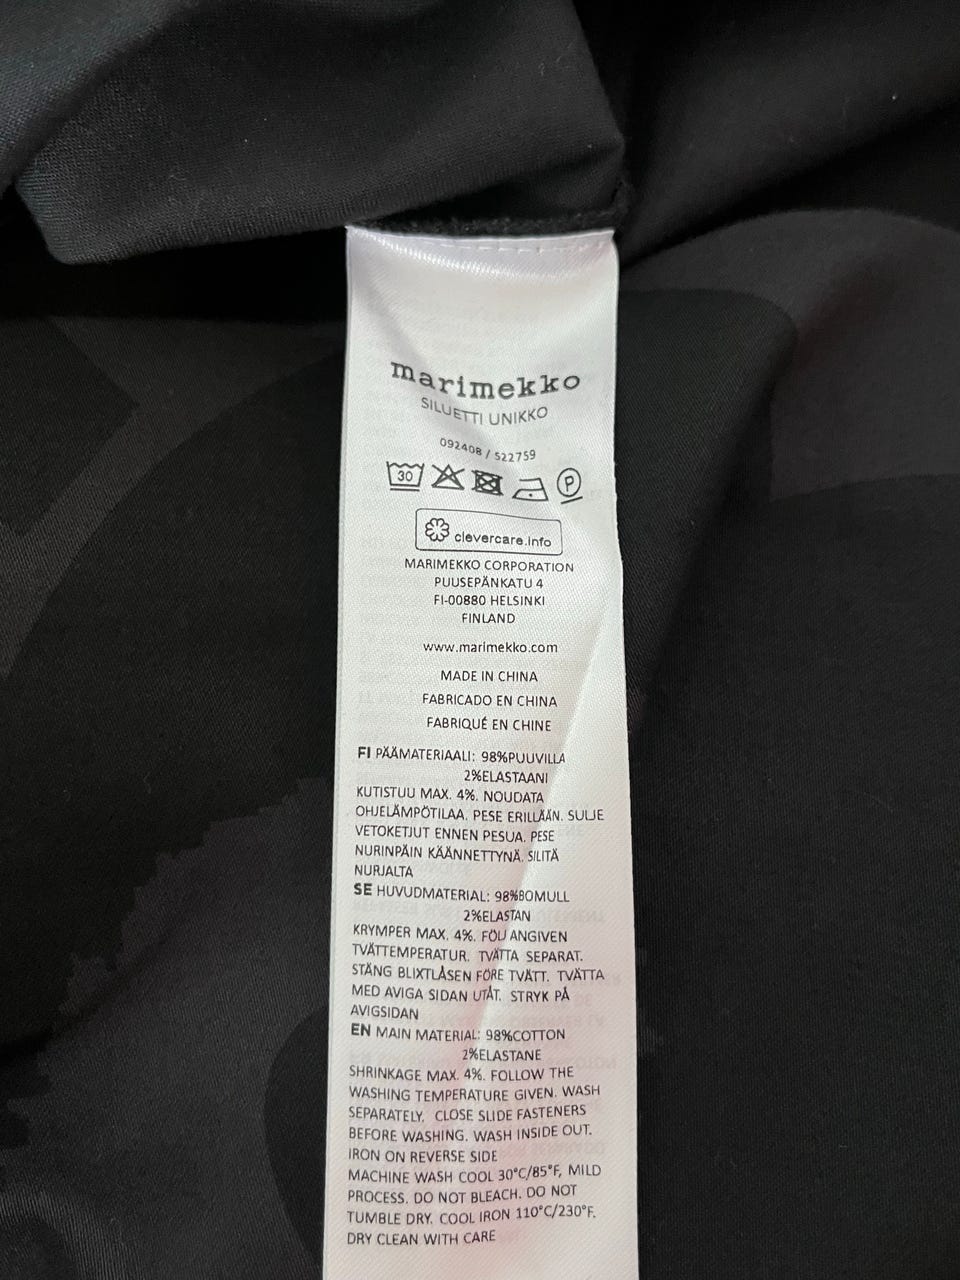 marimekko
SILUETTI UNIKKO
092408 / 522759
30
P
clevercare.info
MARIMEKKO CORPORATION
PUUSEPÄNKATU 4
FI-00880 HELSINKI
FINLAND
www.marimekko.com
MADE IN CHINA
FABRICADO EN CHINA
FABRIQUÉ EN CHINE
FI PÄÄMATERIAALI: 98%PUUVILLA
2%ELASTAANI
KUTISTUU MAX. 4%. NOUDATA
OHJELÄMPÖTILAA. PESE ERILLÄÄN. SULJE
VETOKETJUT ENNEN PESUA. PESE
NURINPÄIN KÄÄNNETTYNÄ. SILITÄ
NURJALTA
SE HUVUDMATERIAL: 98%BOMULL
2%ELASTAN
KRYMPER MAX. 4%. FÖLJ ANGIVEN
TVÄTTEMPERATUR. TVÄTTA SEPARAT.
STÄNG BLIXTLÅSEN FÖRE TVÄTT. TVÄTTA
MED AVIGA SIDAN UTÅT. STRYK PÅ
AVIGSIDAN
EN MAIN MATERIAL: 98%COTTON
2%ELASTANE
SHRINKAGE MAX. 4%. FOLLOW THE
WASHING TEMPERATURE GIVEN. WASH
SEPARATELY. CLOSE SLIDE FASTENERS
BEFORE WASHING. WASH INSIDE OUT.
IRON ON REVERSE SIDE
MACHINE WASH COOL 30°C/85°F, MILD
PROCESS. DO NOT BLEACH. DO NOT
TUMBLE DRY. COOL IRON 110°C/230°F.
DRY CLEAN WITH CARE